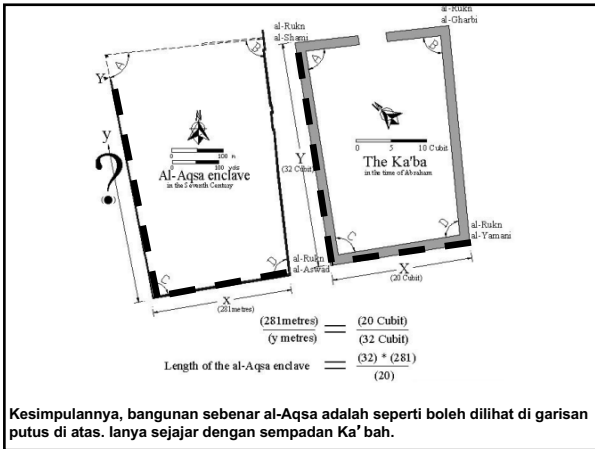 al-Rukn
al-Gharbi
al-Rukn
al-Shami
A
B
A
B
Y
y
?
100 m
100 yds
Al-Aqsa enclave
in the Seventh Century
Y
(32 Cubit)
0
10 Cubit
The Ka'ba
in the time of Abraham
C
D
C
D
al-Rukn
al-Yamani
al-Rukn
al-Aswad
X
(281metres)
X
(20 Cubit)
(281metres)
(y metres)
=
(20 Cubit)
(32 Cubit)
Length of the al-Aqsa enclave = (32) * (281)
(20)
Kesimpulannya, bangunan sebenar al-Aqsa adalah seperti boleh dilihat di garisan
putus di atas. Ianya sejajar dengan sempadan Ka'bah.